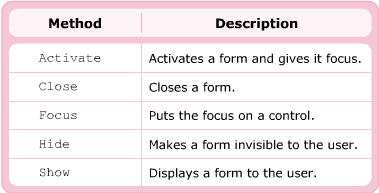 Method Description
Activate Activates a form and gives it focus.
Close Closes a form.
Focus Puts the focus on a control.
Hide Makes a form invisible to the user.
Show Displays a form to the user.